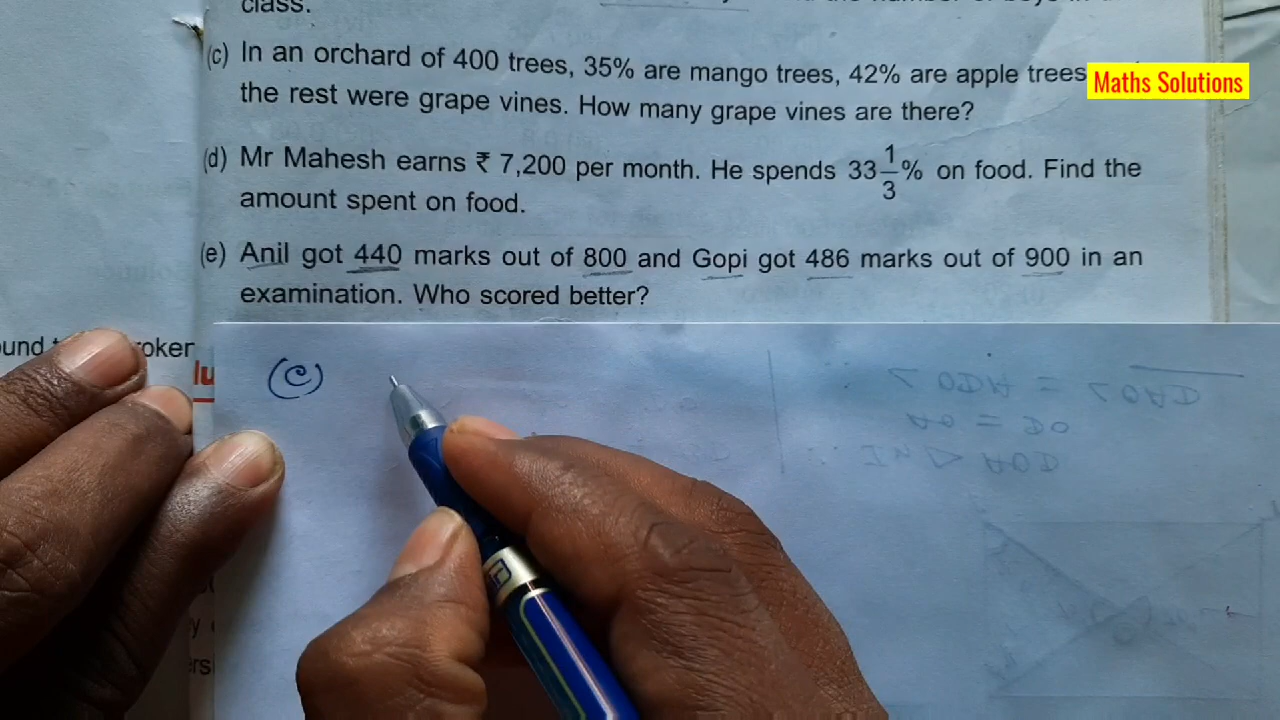 class.
(c) In an orchard of 400 trees, 35% are mango trees, 42% are apple trees
Maths Solutions
the rest were grape vines. How many grape vines are there?
(d) Mr Mahesh earns ₹ 7,200 per month. He spends 33 1/3 % on food. Find the
amount spent on food.
(e) Anil got 440 marks out of 800 and Gopi got 486 marks out of 900 in an
examination. Who scored better?
(e)